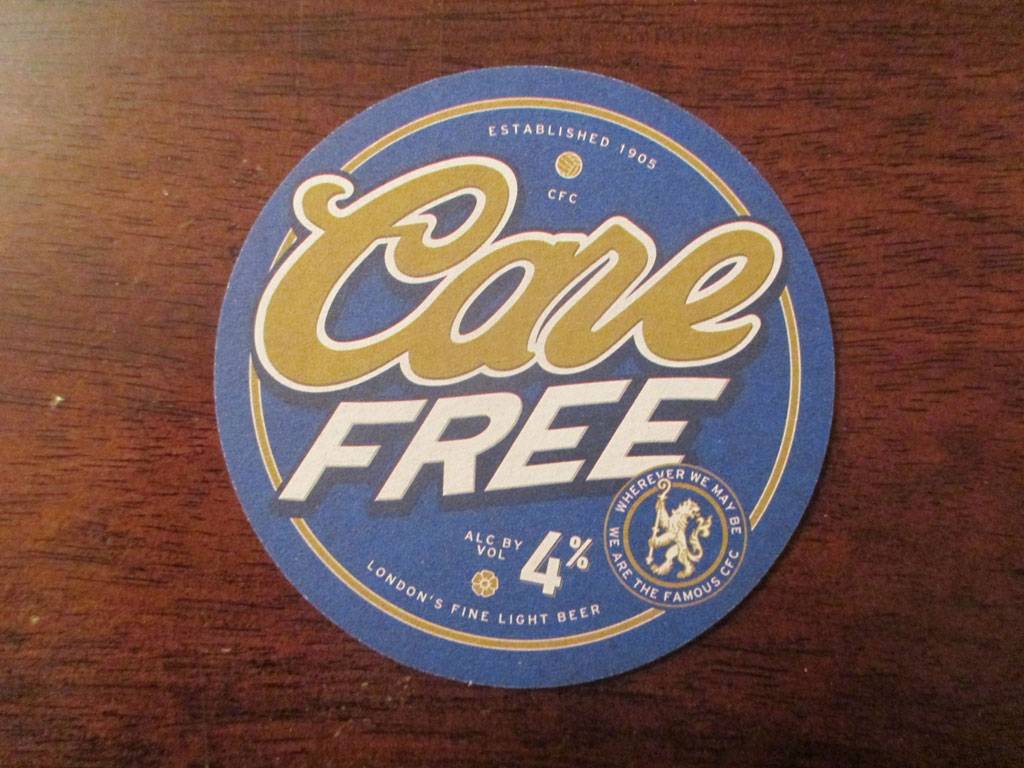 ESTABLISHED 1905
CFC
Care
FREE
WHEREVER WE MAY BE
WE ARE THE FAMOUS CFC
ALC BY
VOL
4%
LONDON'S FINE LIGHT BEER